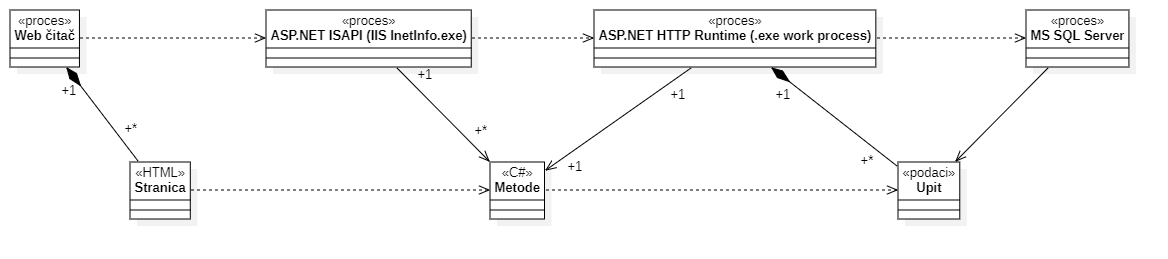 «proces»
Web čitač
«proces»
ASP.NET ISAPI (IIS InetInfo.exe)
«proces»
ASP.NET HTTP Runtime (.exe work process)
«proces»
MS SQL Server
+1
+*
+1
+*
+1
+1
+1
+*
«HTML»
Stranica
«C#»
Metode
«podaci»
Upit